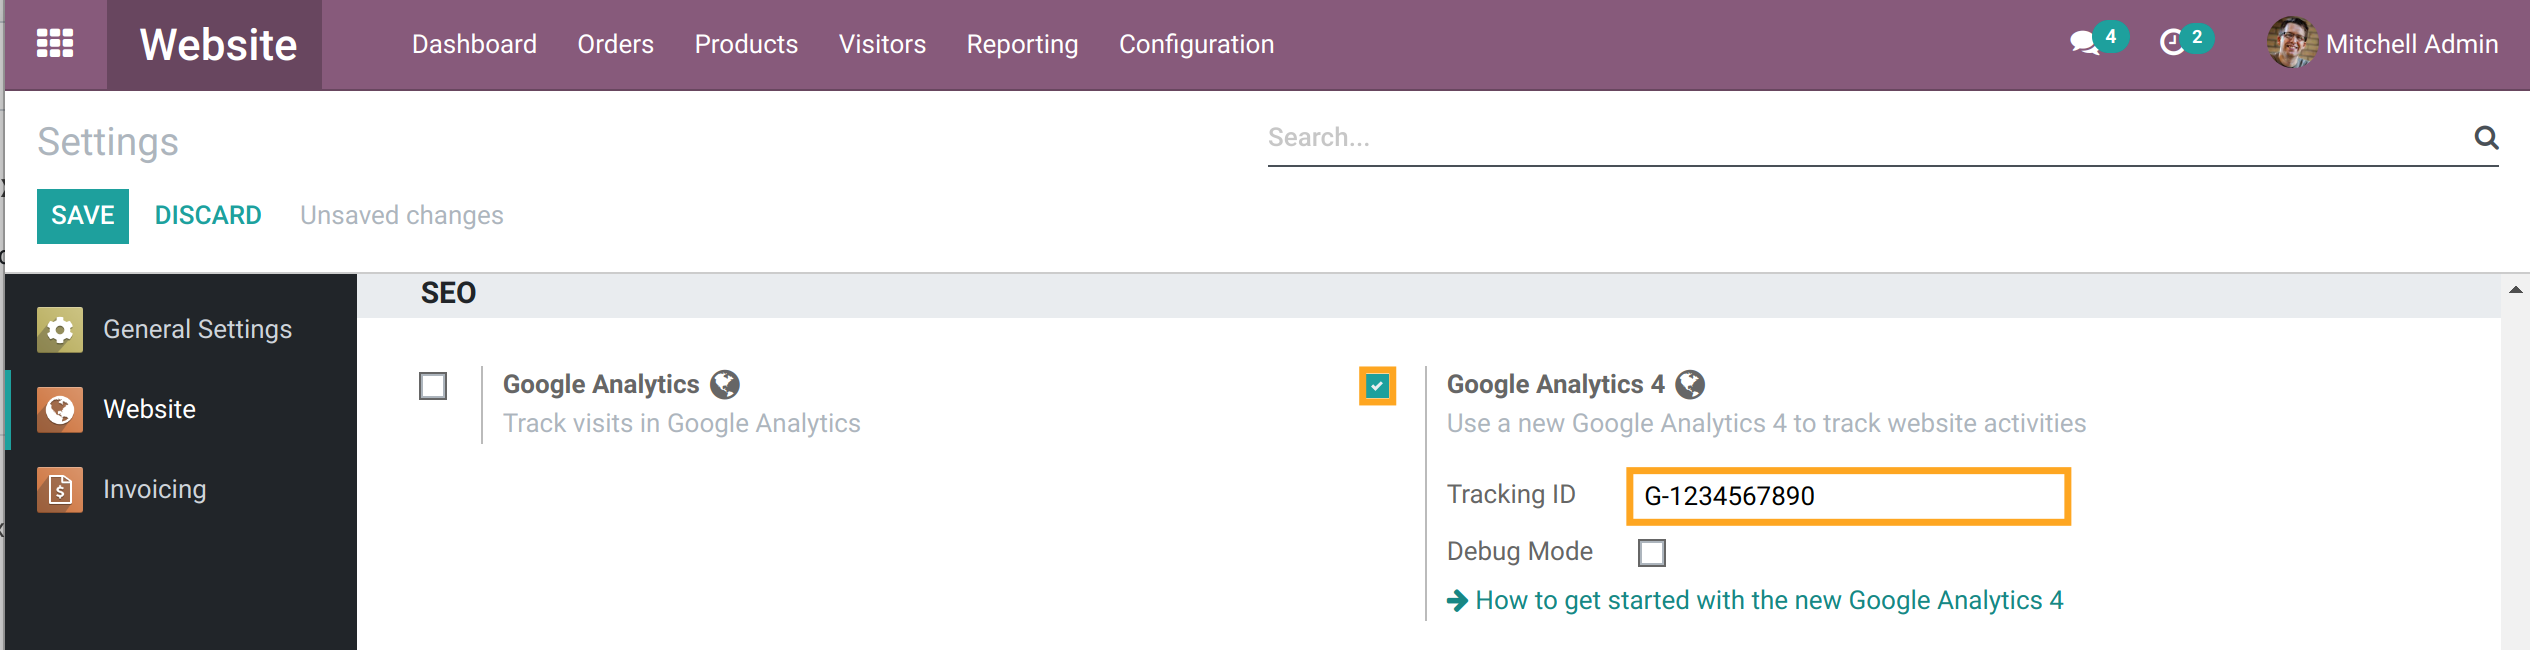 Website
Dashboard Orders Products Visitors Reporting Configuration
4
2
Mitchell Admin
Settings
Search...
SAVE DISCARD Unsaved changes
SEO
General Settings
Website
Invoicing
Google Analytics
Track visits in Google Analytics
Google Analytics 4
Use a new Google Analytics 4 to track website activities
Tracking ID G-1234567890
Debug Mode
How to get started with the new Google Analytics 4